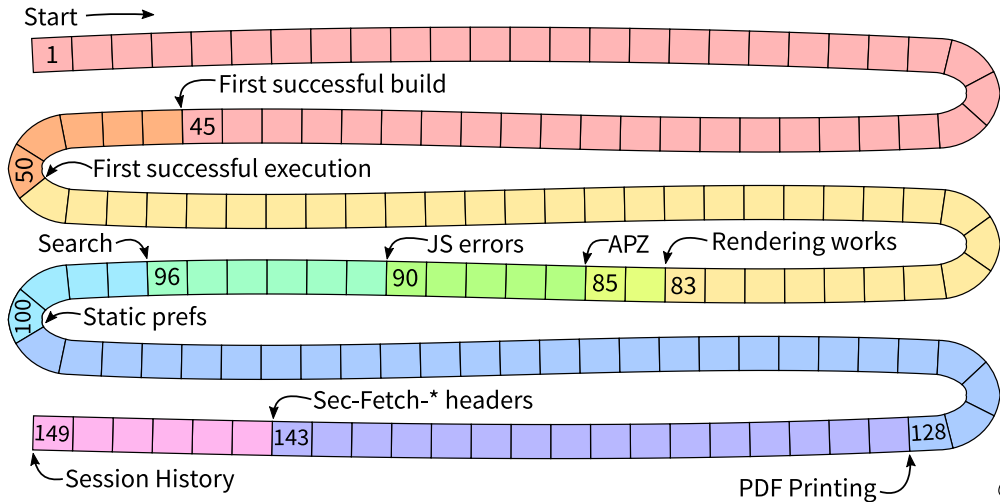 Start
1
First successful build
45
50
First successful execution
Search
JS errors
APZ
Rendering works
96
90
85
83
100
Static prefs
Sec-Fetch-* headers
149
143
128
Session History
PDF Printing